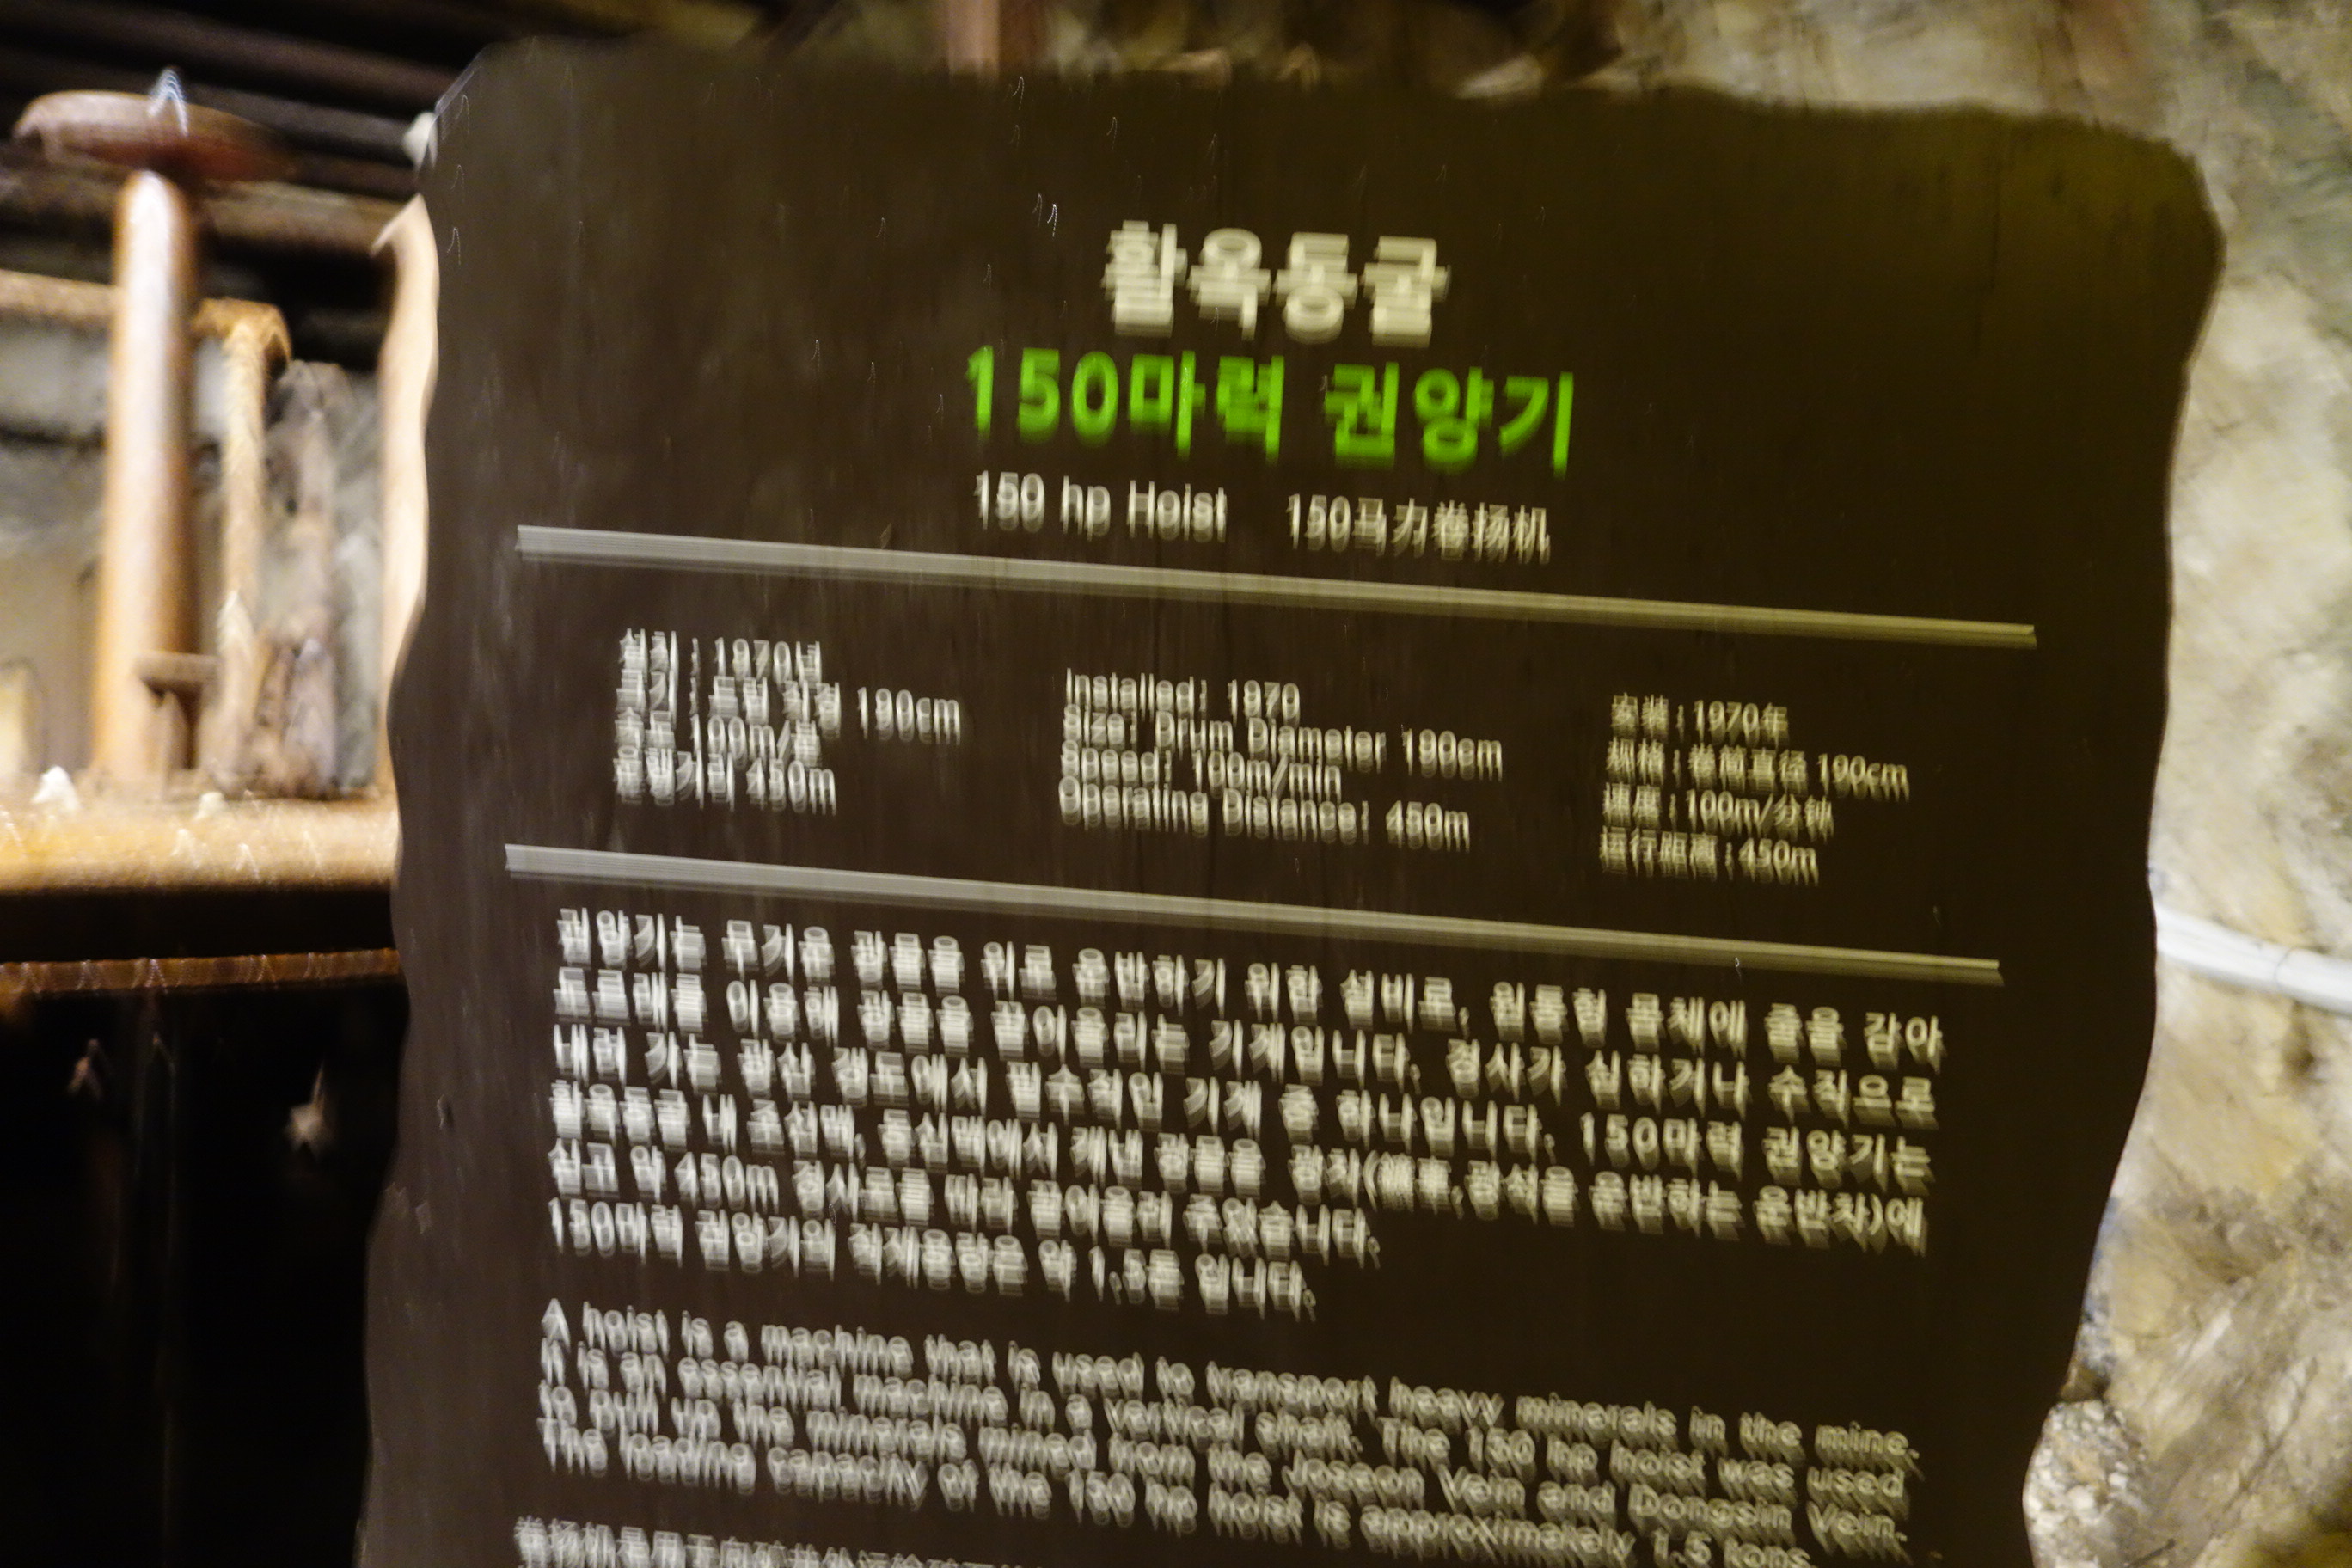 활옥동굴
150마력 권양기
150 hp Hoist 150马力卷扬机
설치 : 1970년
크기 : 드럼 직경 190cm
속도 100m/분
운행거리 450m
Installed: 1970
Size: Drum Diameter 190cm
Speed: 100m/min
Operating Distance: 450m
安装 : 1970年
规格 : 卷筒直径 190cm
速度 : 100m/分钟
运行距离 : 450m
권양기는 무거운 광물을 위로 운반하기 위한 설비로, 원통형 몸체에 줄을 감아
도르래를 이용해 광물을 끌어올리는 기계입니다. 경사가 심하거나 수직으로
내려 가는 광산 갱도에서 필수적인 기계 중 하나입니다. 150마력 권양기는
활옥동굴 내 조선맥, 동신맥에서 캐낸 광물을 광차(鑛車,광석을 운반하는 운반차)에
싣고 약 450m 경사로를 따라 끌어올려 주었습니다.
150마력 권양기의 적재용량은 약 1.5톤 입니다.
A hoist is a machine that is used to transport heavy minerals in the mine.
It is an essential machine in a vertical shaft. The 150 hp hoist was used
to pull up the minerals mined from the Joseon Vein and Dongsin Vein.
The loading capacity of the 150 hp hoist is approximately 1.5 tons.
卷扬机是用于向矿井外运输